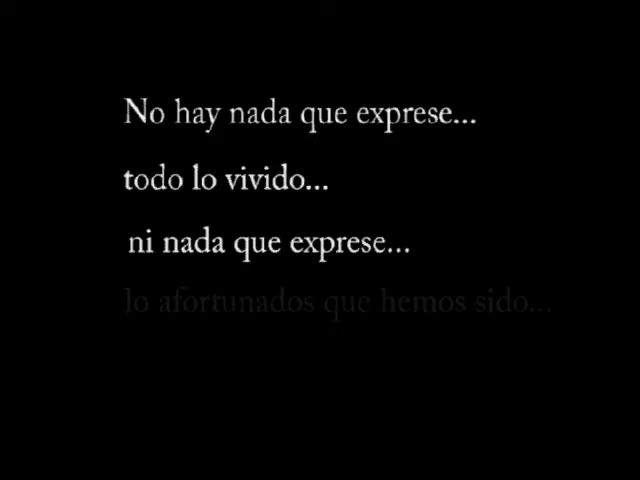 No hay nada que exprese...
todo lo vivido...
ni nada que exprese...
lo afortunados que hemos sido...